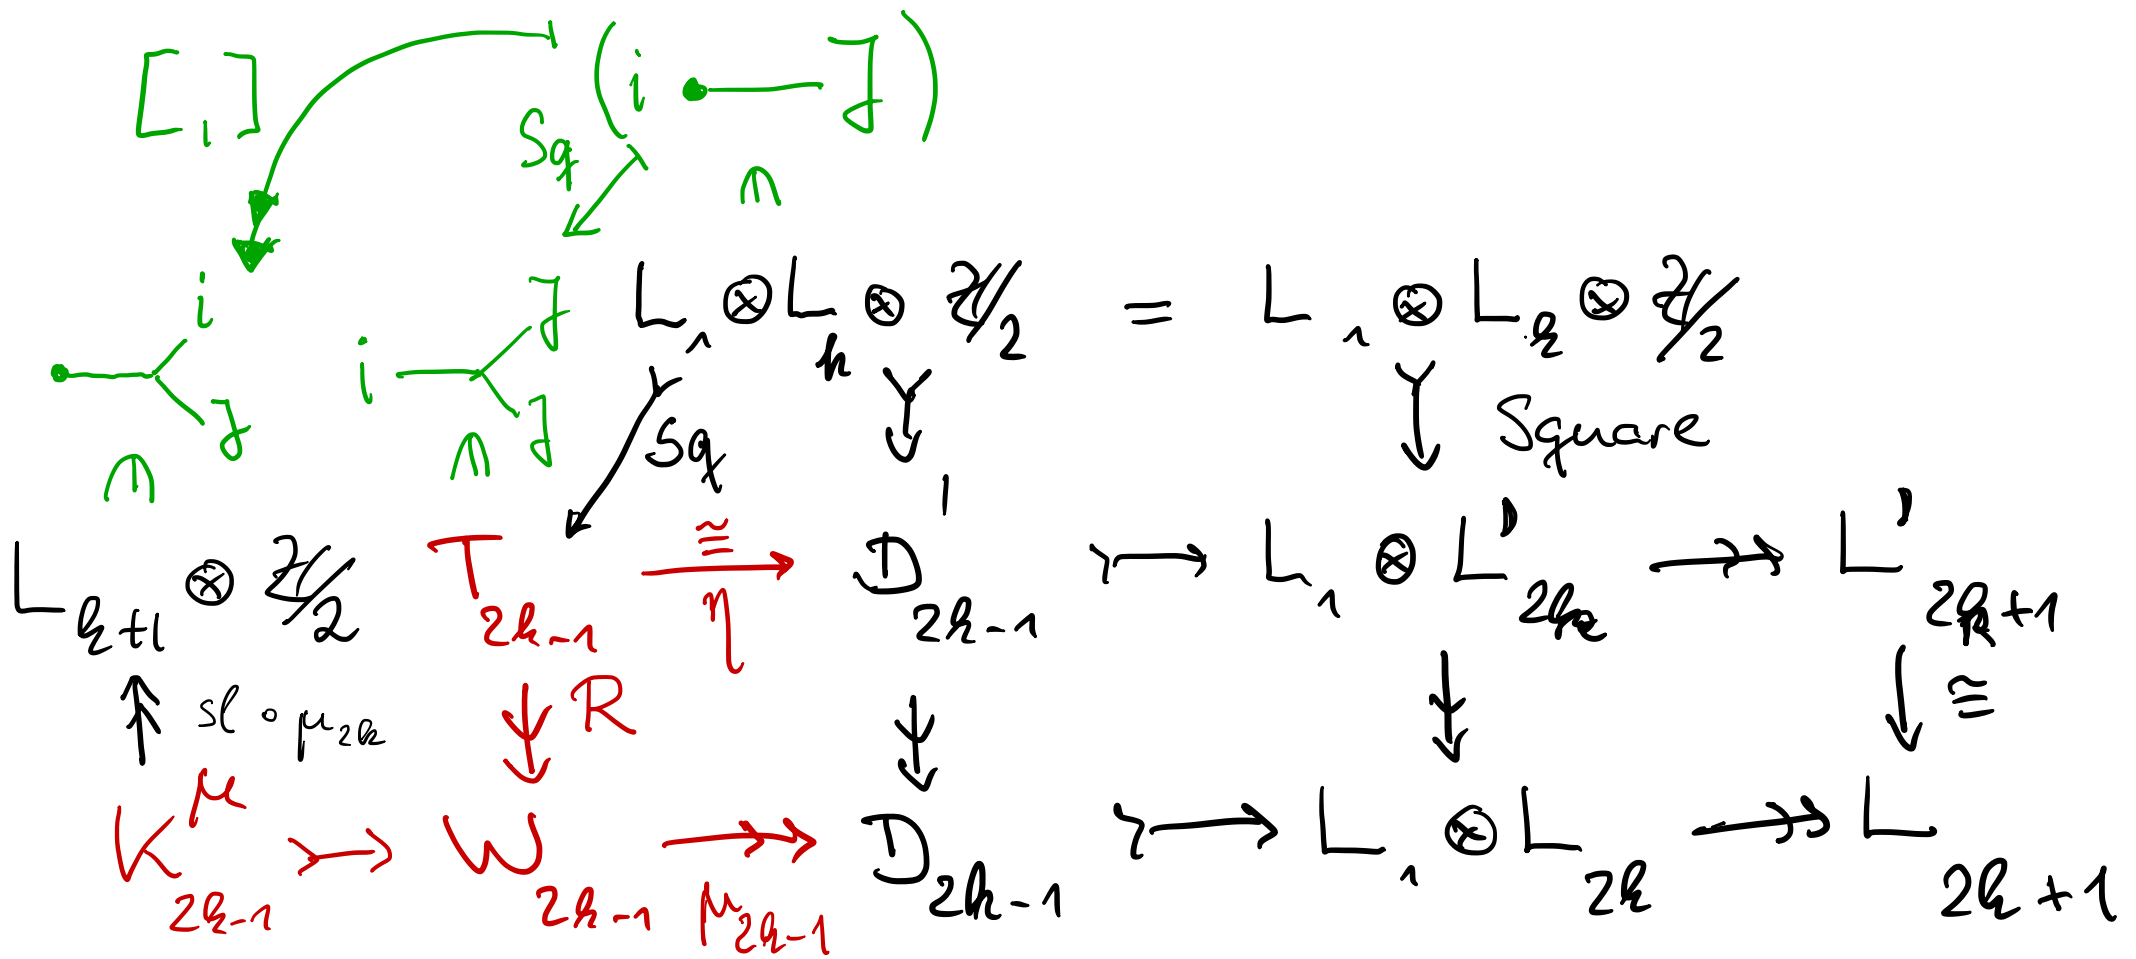 [ , ] ( i •— J )
Sq
∩ ∩ ∩
i J
i J J
L₁ ⊗ L_k ⊗ ℤ/2 = L₁ ⊗ L_k ⊗ ℤ/2
Sq Square
L_{k+1} ⊗ ℤ/2 T_{2k-1} ≅ η D'_{2k-1} ↣ L₁ ⊗ L'_{2k} ↠ L'_{2k+1}
sl ∘ μ_{2k} R ≅
K^μ_{2k-1} ↣ W_{2k-1} ↠ μ_{2k-1} D_{2k-1} ↣ L₁ ⊗ L_{2k} ↠ L_{2k+1}